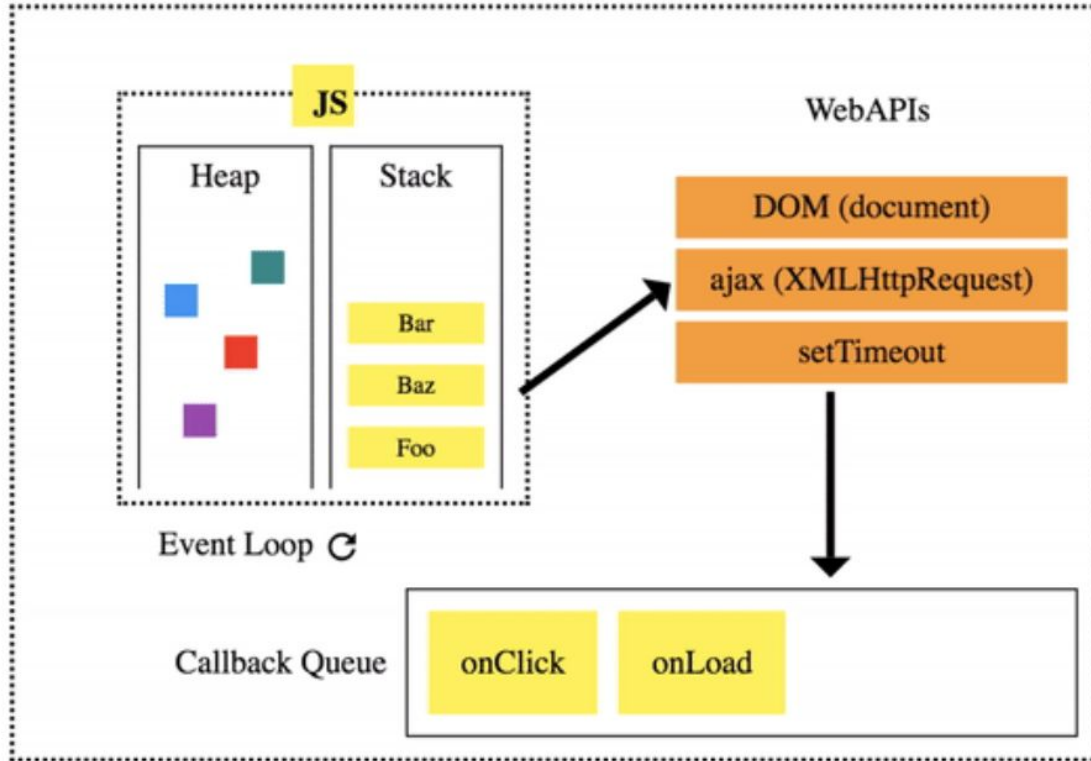 JS
Heap
Stack
Bar
Baz
Foo
WebAPIs
DOM (document)
ajax (XMLHttpRequest)
setTimeout
Event Loop
Callback Queue
onClick
onLoad